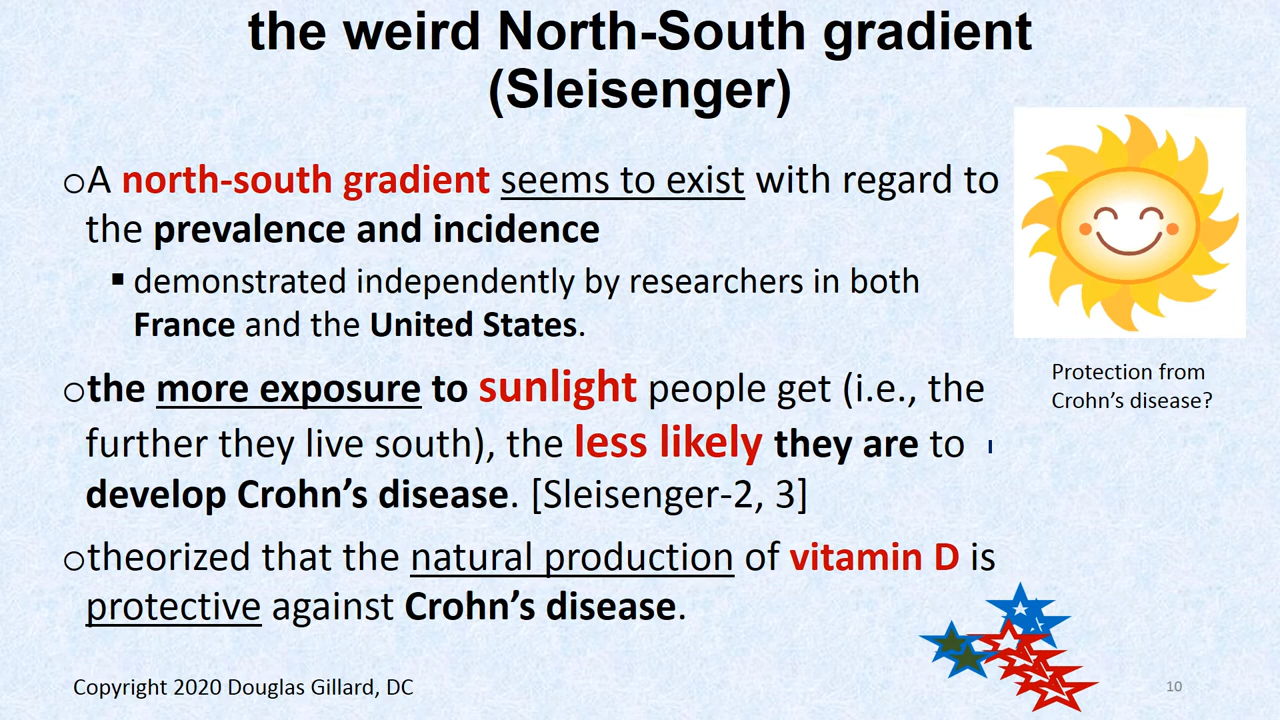 the weird North-South gradient
(Sleisenger)
oA north-south gradient seems to exist with regard to
the prevalence and incidence
▪ demonstrated independently by researchers in both
France and the United States.
othe more exposure to sunlight people get (i.e., the
further they live south), the less likely they are to
develop Crohn’s disease. [Sleisenger-2, 3]
otheorized that the natural production of vitamin D is
protective against Crohn’s disease.
Protection from
Crohn’s disease?
Copyright 2020 Douglas Gillard, DC
10